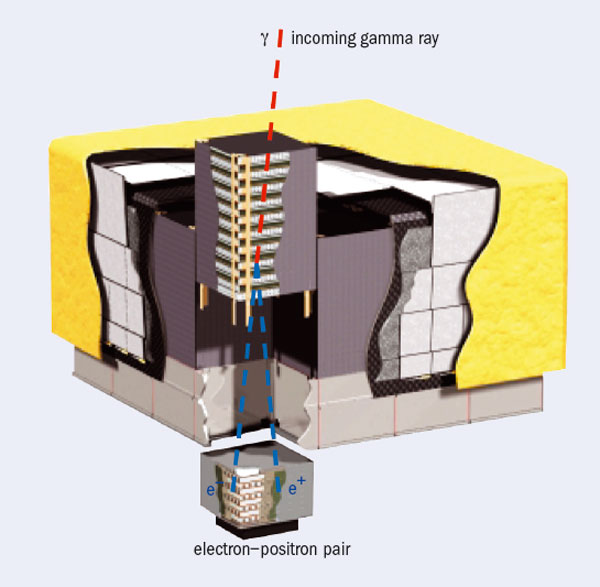 γ incoming gamma ray
e⁻ e⁺
electron–positron pair